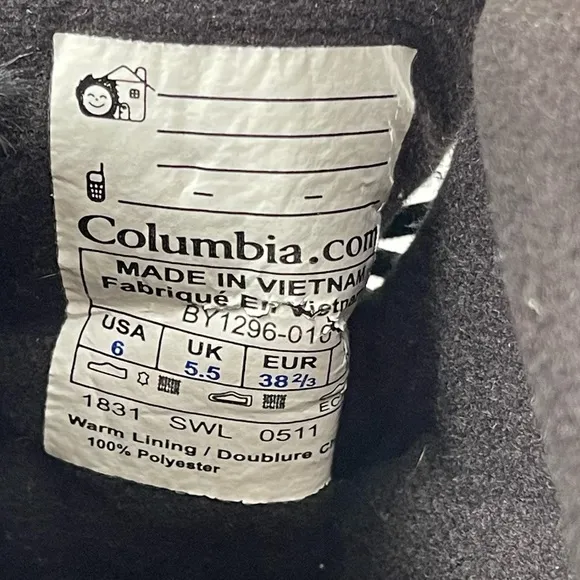 Columbia.com
MADE IN VIETNAM
Fabriqué En Vietnam
BY1296-010
USA UK EUR
6 5.5 38 2/3
1831 SWL 0511
Warm Lining / Doublure
100% Polyester